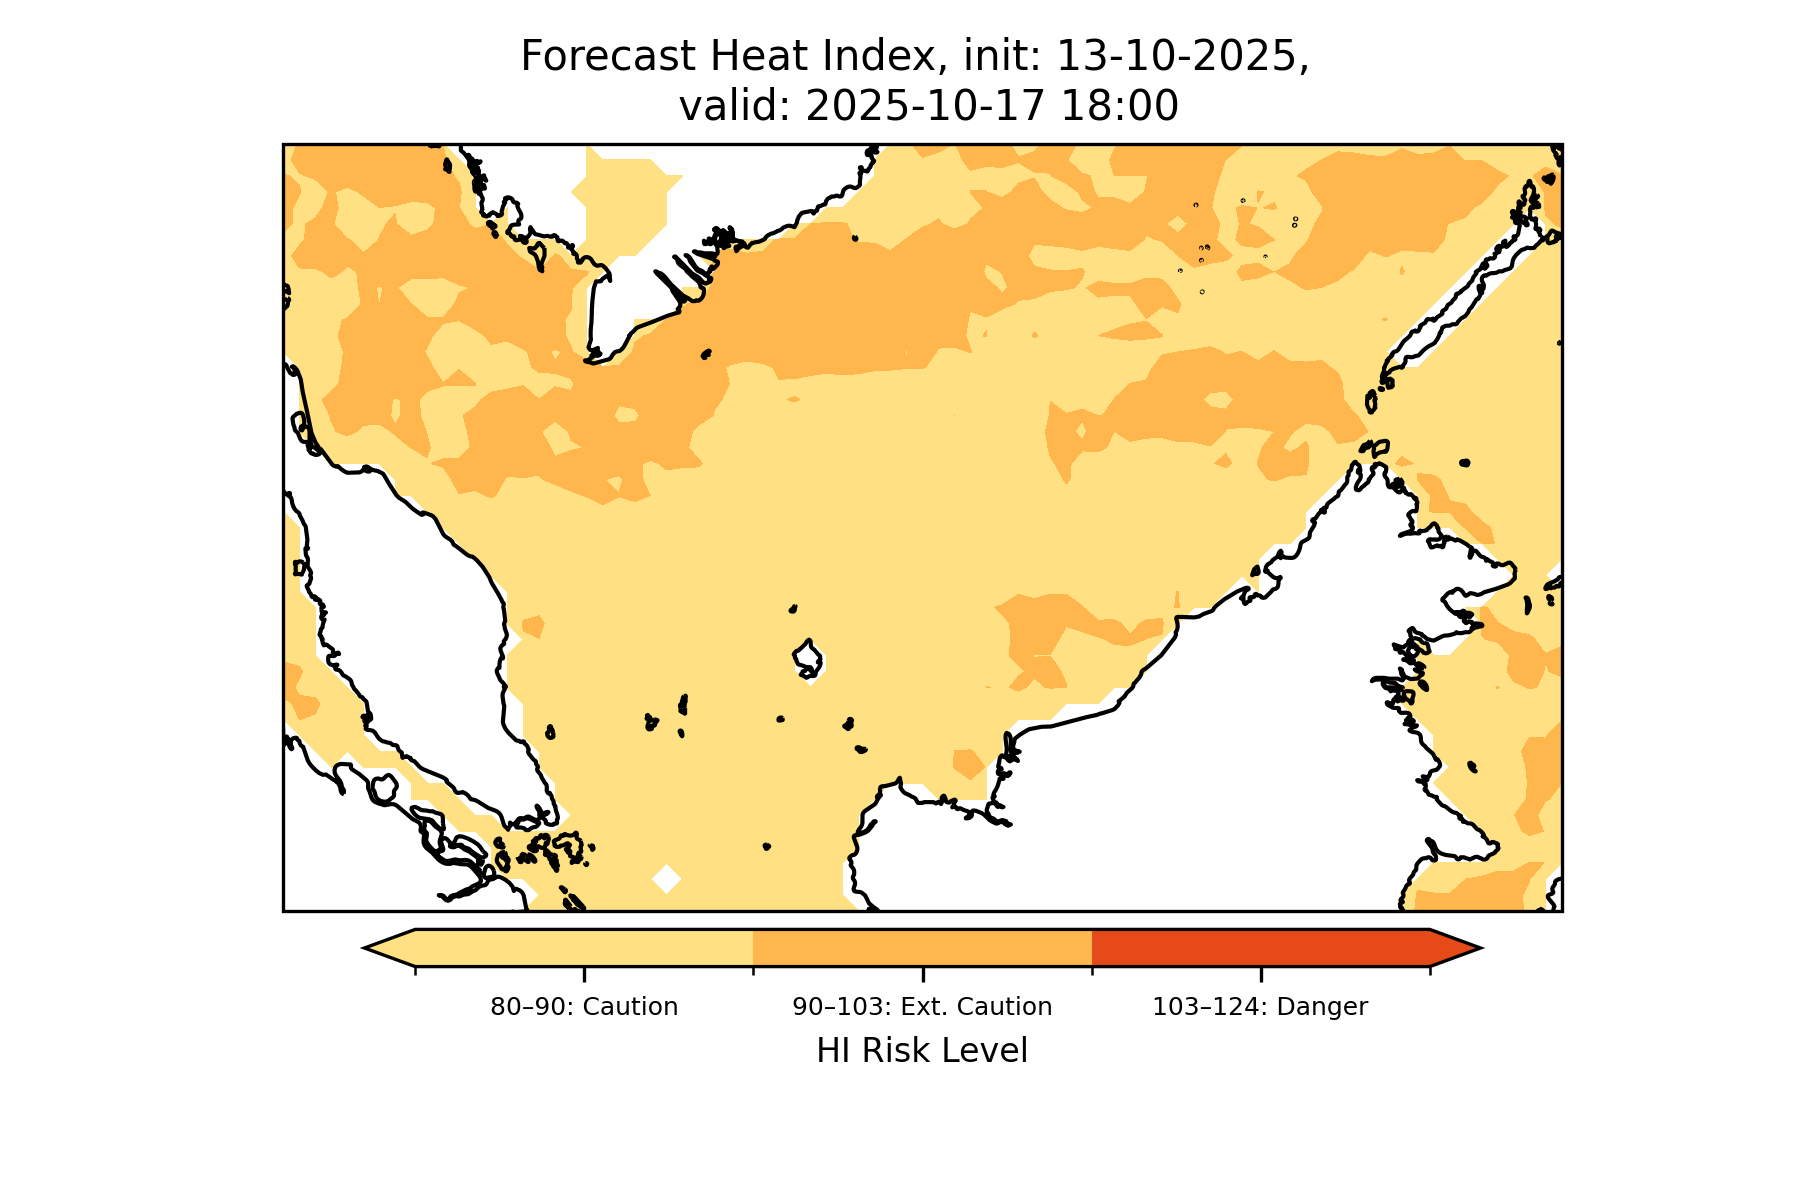 Forecast Heat Index, init: 13-10-2025,
valid: 2025-10-17 18:00
80–90: Caution
90–103: Ext. Caution
103–124: Danger
HI Risk Level